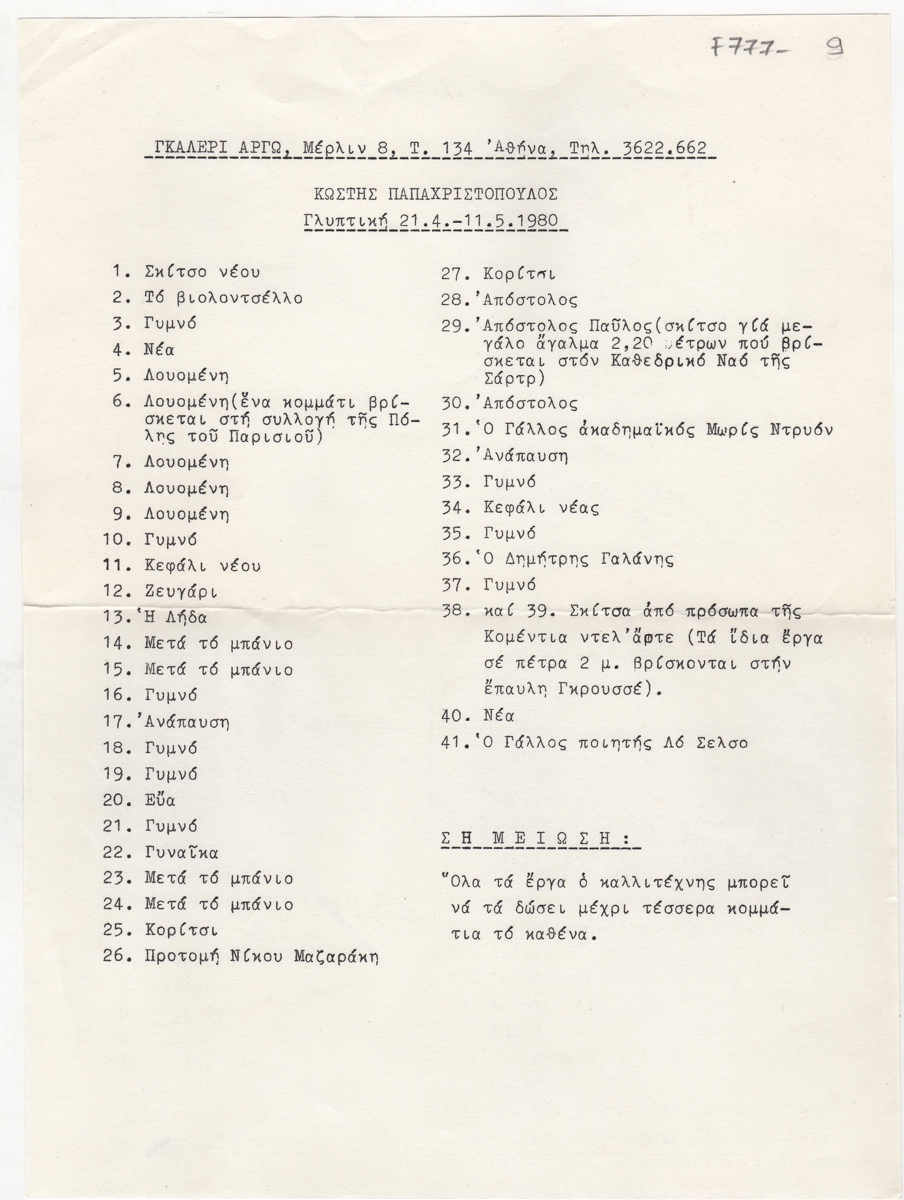 F777- 9
ΓΚΑΛΕΡΙ ΑΡΓΩ, Μέρλιν 8, Τ. 134 Ἀθήνα, Τηλ. 3622.662
ΚΩΣΤΗΣ ΠΑΠΑΧΡΙΣΤΟΠΟΥΛΟΣ
Γλυπτική 21.4.-11.5.1980
1. Σκίτσο νέου
2. Τό βιολοντσέλλο
3. Γυμνό
4. Νέα
5. Λουομένη
6. Λουομένη(ἕνα κομμάτι βρί-
σκεται στή συλλογή τῆς Πό-
λης τοῦ Παρισιοῦ)
7. Λουομένη
8. Λουομένη
9. Λουομένη
10. Γυμνό
11. Κεφάλι νέου
12. Ζευγάρι
13. Ἡ Λήδα
14. Μετά τό μπάνιο
15. Μετά τό μπάνιο
16. Γυμνό
17. Ἀνάπαυση
18. Γυμνό
19. Γυμνό
20. Εὔα
21. Γυμνό
22. Γυναῖκα
23. Μετά τό μπάνιο
24. Μετά τό μπάνιο
25. Κορίτσι
26. Προτομή Νίκου Μαζαράκη
27. Κορίτσι
28. Ἀπόστολος
29. Ἀπόστολος Παῦλος(σκίτσο γιά με-
γάλο ἄγαλμα 2,20 μέτρων πού βρί-
σκεται στόν Καθεδρικό Ναό τῆς
Σάρτρ)
30. Ἀπόστολος
31. Ὁ Γάλλος ἀκαδημαϊκός Μωρίς Ντρυόν
32. Ἀνάπαυση
33. Γυμνό
34. Κεφάλι νέας
35. Γυμνό
36. Ὁ Δημήτρης Γαλάνης
37. Γυμνό
38. καί 39. Σκίτσα ἀπό πρόσωπα τῆς
Κομέντια ντελ' ἄρτε (Τά ἴδια ἔργα
σέ πέτρα 2 μ. βρίσκονται στήν
ἔπαυλη Γκρουσσέ).
40. Νέα
41. Ὁ Γάλλος ποιητής Λό Σελσο
Σ Η Μ Ε Ι Ω Σ Η :
Ὅλα τά ἔργα ὁ καλλιτέχνης μπορεῖ
νά τά δώσει μέχρι τέσσερα κομμά-
τια τό καθένα.